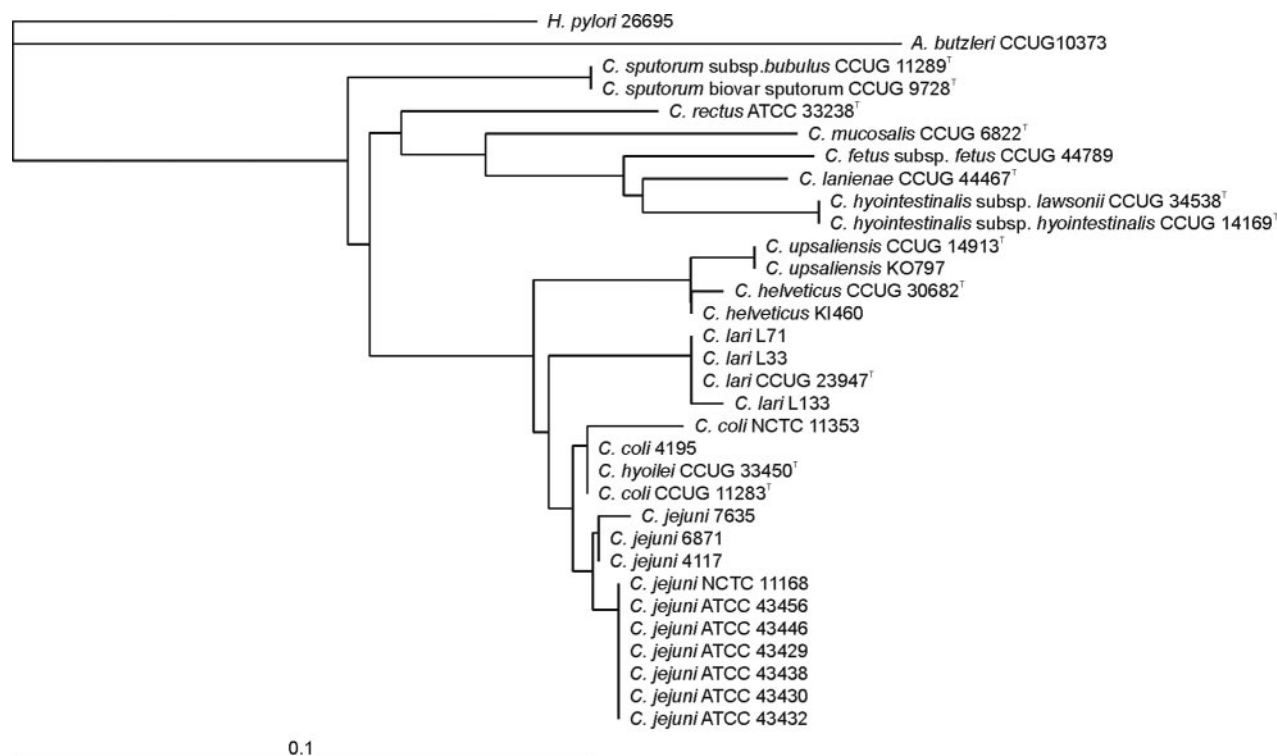 H. pylori 26695
A. butzleri CCUG10373
C. sputorum subsp.bubulus CCUG 11289ᵀ
C. sputorum biovar sputorum CCUG 9728ᵀ
C. rectus ATCC 33238ᵀ
C. mucosalis CCUG 6822ᵀ
C. fetus subsp. fetus CCUG 44789
C. lanienae CCUG 44467ᵀ
C. hyointestinalis subsp. lawsonii CCUG 34538ᵀ
C. hyointestinalis subsp. hyointestinalis CCUG 14169ᵀ
C. upsaliensis CCUG 14913ᵀ
C. upsaliensis KO797
C. helveticus CCUG 30682ᵀ
C. helveticus KI460
C. lari L71
C. lari L33
C. lari CCUG 23947ᵀ
C. lari L133
C. coli NCTC 11353
C. coli 4195
C. hyoilei CCUG 33450ᵀ
C. coli CCUG 11283ᵀ
C. jejuni 7635
C. jejuni 6871
C. jejuni 4117
C. jejuni NCTC 11168
C. jejuni ATCC 43456
C. jejuni ATCC 43446
C. jejuni ATCC 43429
C. jejuni ATCC 43438
C. jejuni ATCC 43430
C. jejuni ATCC 43432
0.1